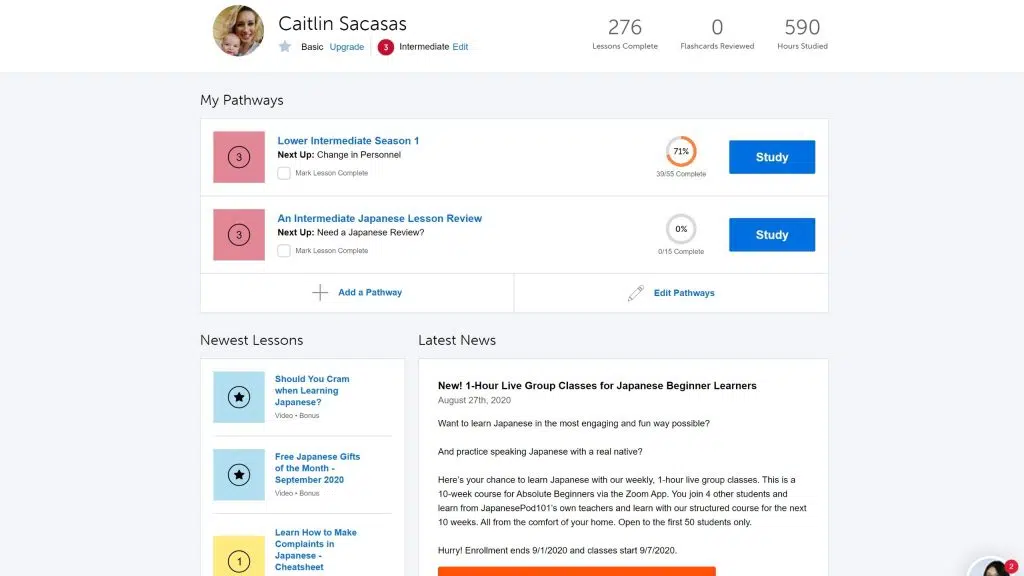 Caitlin Sacasas
Basic Upgrade 3 Intermediate Edit
276
Lessons Complete
0
Flashcards Reviewed
590
Hours Studied
My Pathways
3
Lower Intermediate Season 1
Next Up: Change in Personnel
Mark Lesson Complete
71%
39/55 Complete
Study
3
An Intermediate Japanese Lesson Review
Next Up: Need a Japanese Review?
Mark Lesson Complete
0%
0/15 Complete
Study
Add a Pathway
Edit Pathways
Newest Lessons
Should You Cram
when Learning
Japanese?
Video • Bonus
Free Japanese Gifts
of the Month -
September 2020
Video • Bonus
1
Learn How to Make
Complaints in
Japanese -
Cheatsheet
Latest News
New! 1-Hour Live Group Classes for Japanese Beginner Learners
August 27th, 2020
Want to learn Japanese in the most engaging and fun way possible?
And practice speaking Japanese with a real native?
Here's your chance to learn Japanese with our weekly, 1-hour live group classes. This is a
10-week course for Absolute Beginners via the Zoom App. You join 4 other students and
learn from JapanesePod101's own teachers and learn with our structured course for the next
10 weeks. All from the comfort of your home. Open to the first 50 students only.
Hurry! Enrollment ends 9/1/2020 and classes start 9/7/2020.
2